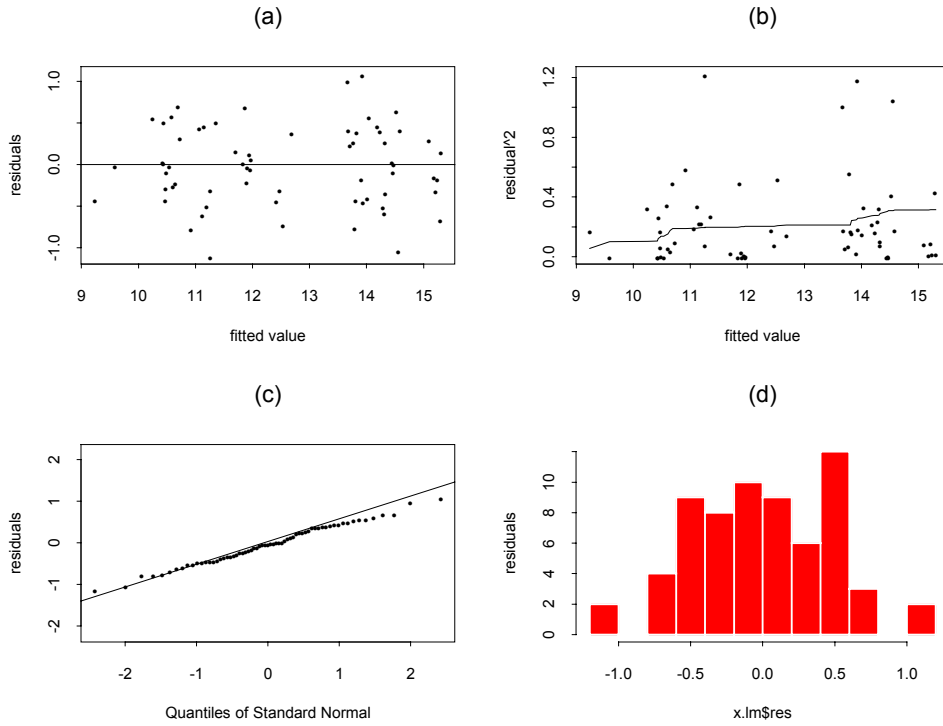 (a)
residuals
1.0
0.0
-1.0
9 10 11 12 13 14 15
fitted value
(b)
residual^2
1.2
0.8
0.4
0.0
9 10 11 12 13 14 15
fitted value
(c)
residuals
2
1
0
-1
-2
-2 -1 0 1 2
Quantiles of Standard Normal
(d)
residuals
10
8
6
4
2
0
-1.0 -0.5 0.0 0.5 1.0
x.lm$res